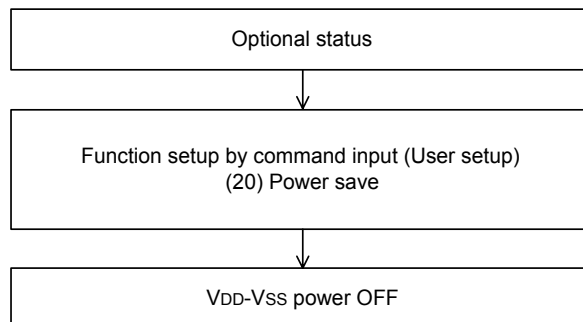 Optional status
Function setup by command input (User setup)
(20) Power save
VDD-VSS power OFF